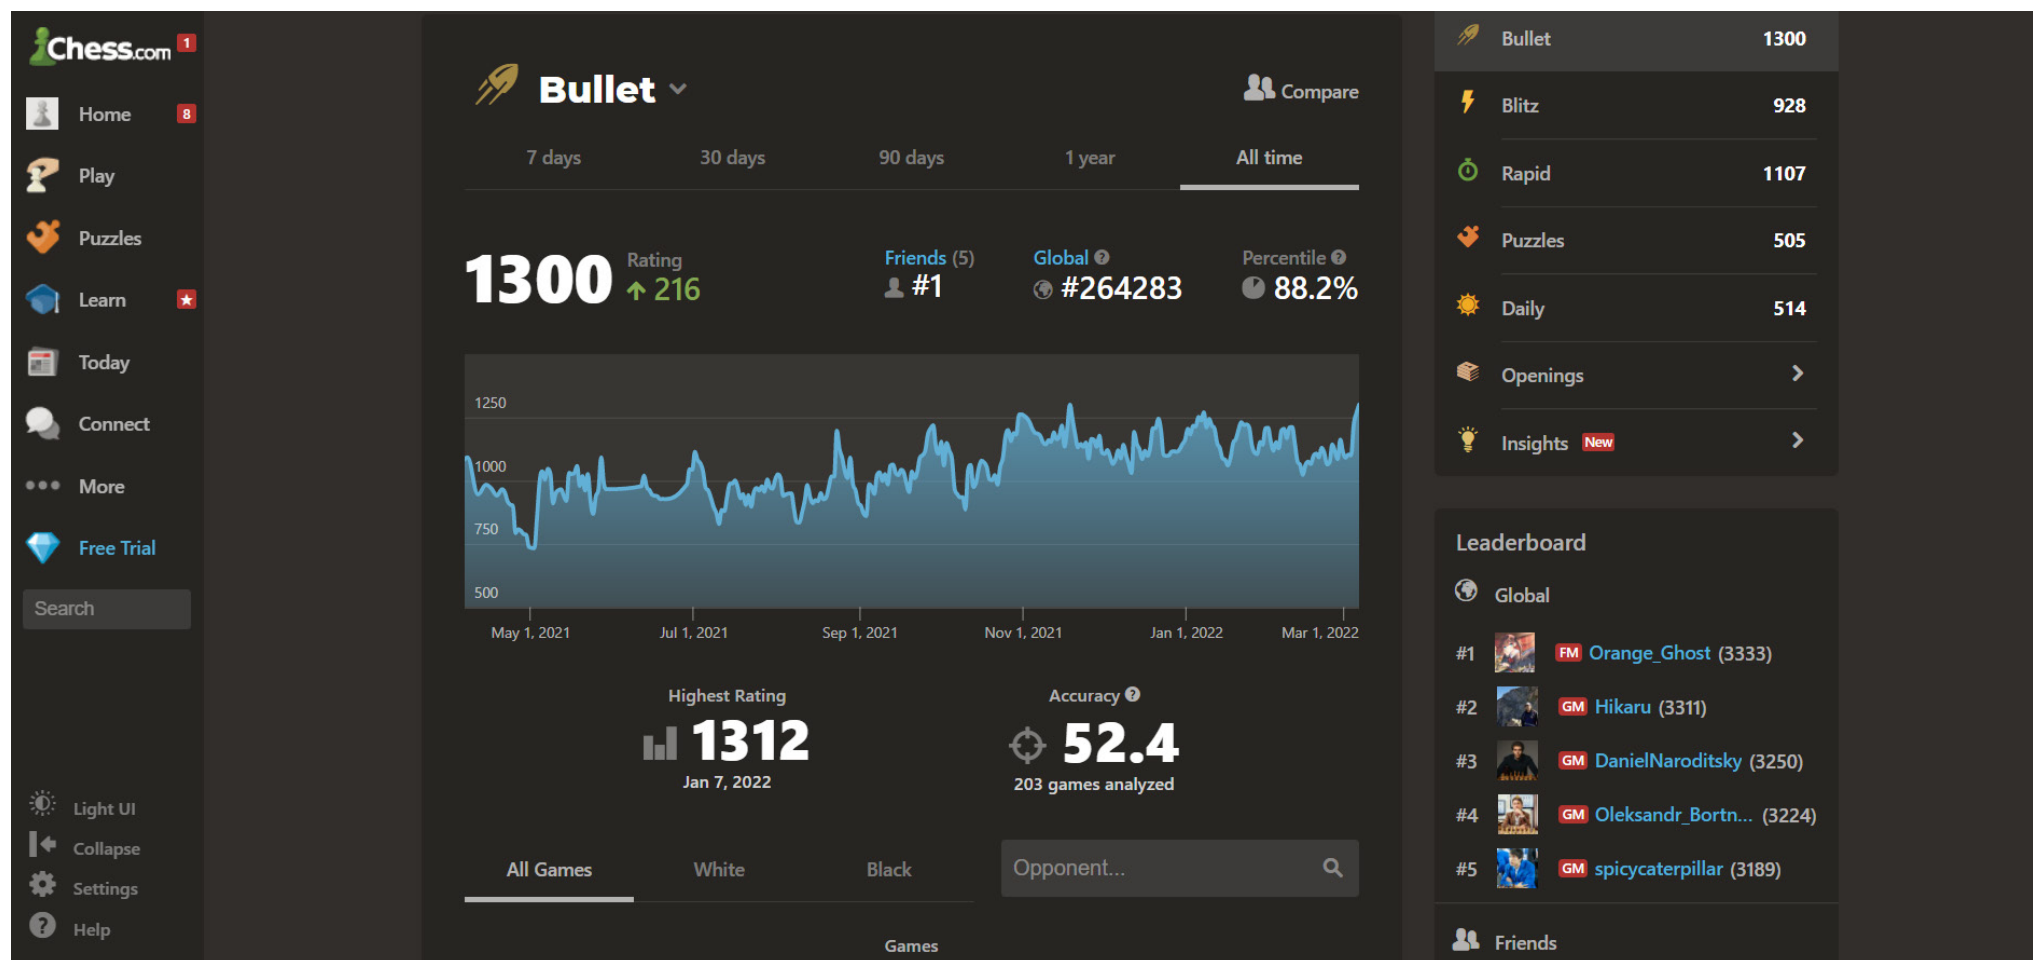 Chess.com 1
Home 8
Play
Puzzles
Learn
Today
Connect
More
Free Trial
Search
Light UI
Collapse
Settings
Help
Bullet
Compare
7 days 30 days 90 days 1 year All time
1300 Rating 216
Friends (5) #1
Global #264283
Percentile 88.2%
1250
1000
750
500
May 1, 2021 Jul 1, 2021 Sep 1, 2021 Nov 1, 2021 Jan 1, 2022 Mar 1, 2022
Highest Rating
1312
Jan 7, 2022
Accuracy
52.4
203 games analyzed
All Games White Black
Opponent...
Games
Bullet 1300
Blitz 928
Rapid 1107
Puzzles 505
Daily 514
Openings
Insights New
Leaderboard
Global
#1 FM Orange_Ghost (3333)
#2 GM Hikaru (3311)
#3 GM DanielNaroditsky (3250)
#4 GM Oleksandr_Bortn... (3224)
#5 GM spicycaterpillar (3189)
Friends